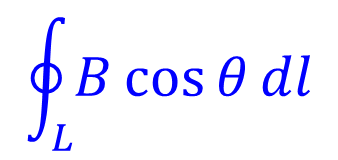 ∮_L B cos θ dl